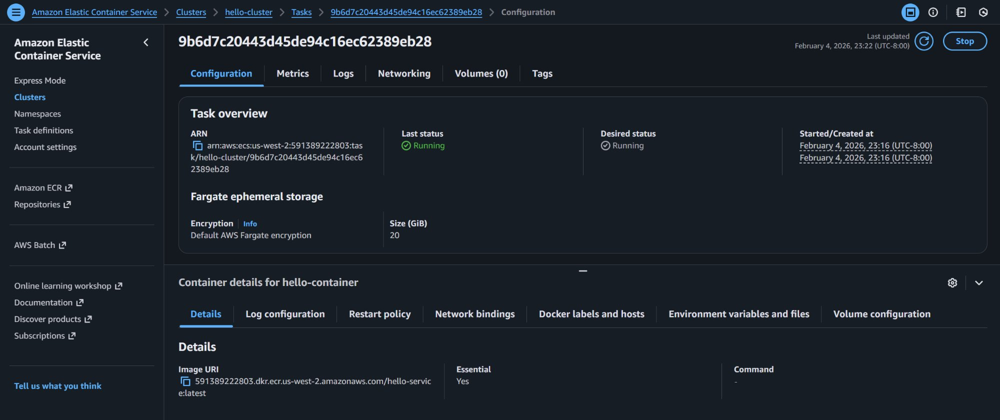 Amazon Elastic Container Service > Clusters > hello-cluster > Tasks > 9b6d7c20443d45de94c16ec62389eb28 > Configuration
Amazon Elastic
Container Service
Express Mode
Clusters
Namespaces
Task definitions
Account settings
Amazon ECR
Repositories
AWS Batch
Online learning workshop
Documentation
Discover products
Subscriptions
Tell us what you think
9b6d7c20443d45de94c16ec62389eb28
Last updated
February 4, 2026, 23:22 (UTC-8:00)
Stop
Configuration Metrics Logs Networking Volumes (0) Tags
Task overview
ARN
arn:aws:ecs:us-west-2:591389222803:tas
k/hello-cluster/9b6d7c20443d45de94c16ec6
2389eb28
Last status
Running
Desired status
Running
Started/Created at
February 4, 2026, 23:16 (UTC-8:00)
February 4, 2026, 23:16 (UTC-8:00)
Fargate ephemeral storage
Encryption Info
Default AWS Fargate encryption
Size (GiB)
20
Container details for hello-container
Details Log configuration Restart policy Network bindings Docker labels and hosts Environment variables and files Volume configuration
Details
Image URI
591389222803.dkr.ecr.us-west-2.amazonaws.com/hello-servic
e:latest
Essential
Yes
Command
-